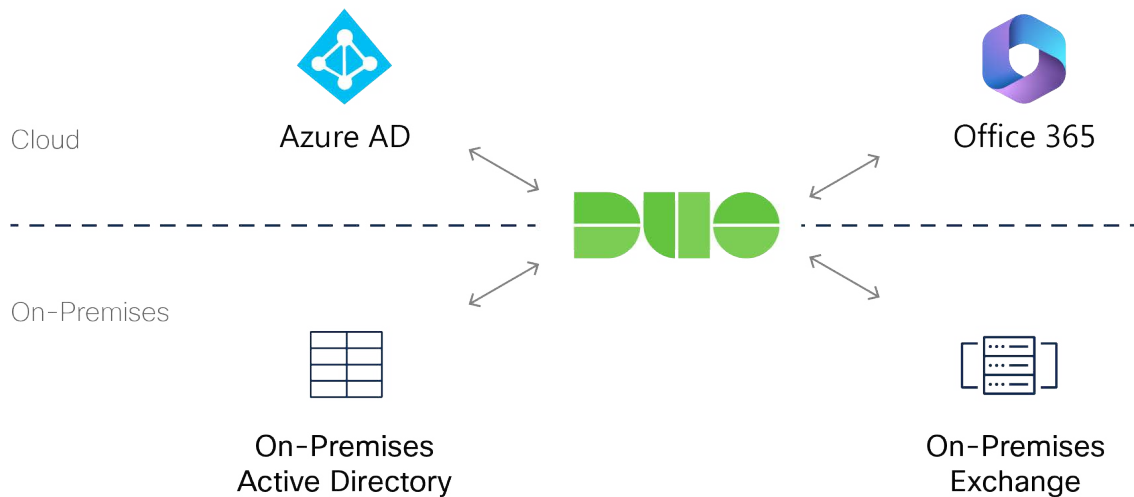 Azure AD
Office 365
Cloud
DUO
On-Premises
On-Premises
Active Directory
On-Premises
Exchange